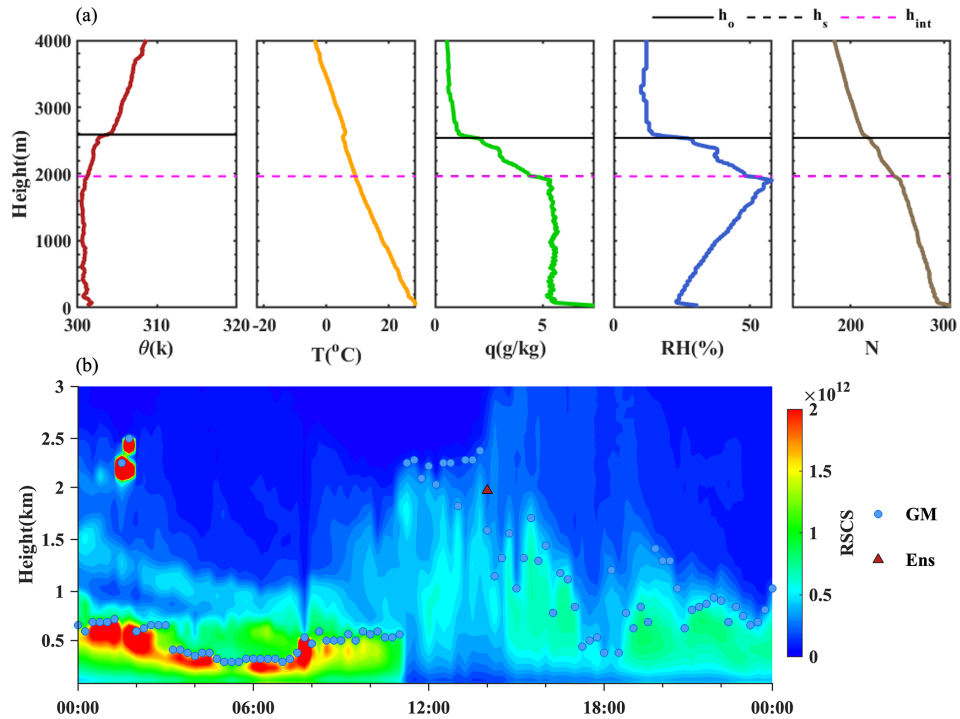 (a)
h_o h_s h_int
Height(m)
4000
3000
2000
1000
0
300 310 320
θ(k)
-20 0 20
T(°C)
0 5
q(g/kg)
0 50
RH(%)
200 300
N
(b)
Height(km)
3
2.5
2
1.5
1
0.5
00:00 06:00 12:00 18:00 00:00
×10^12
2
1.5
1
0.5
0
RSCS
GM
Ens